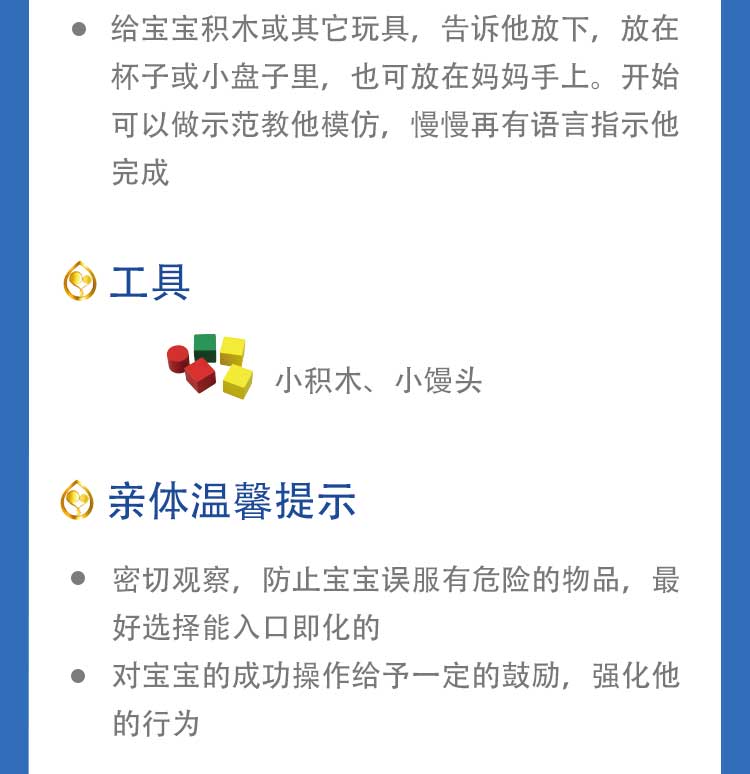 给宝宝积木或其它玩具，告诉他放下，放在
杯子或小盘子里，也可放在妈妈手上。开始
可以做示范教他模仿，慢慢再有语言指示他
完成
工具
小积木、小馒头
亲体温馨提示
密切观察，防止宝宝误服有危险的物品，最
好选择能入口即化的
对宝宝的成功操作给予一定的鼓励，强化他
的行为